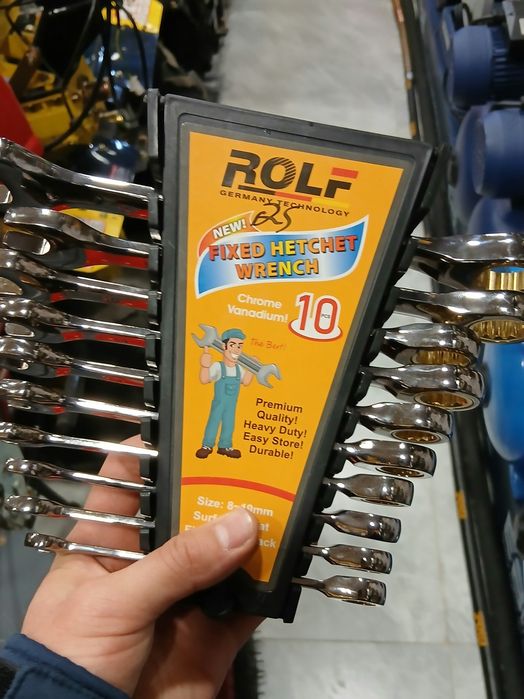 ROLF
GERMANY TECHNOLOGY
25
NEW!
FIXED HETCHET
WRENCH
Chrome
Vanadium!
10 PCS
The Best!
Premium
Quality!
Heavy Duty!
Easy Store!
Durable!
Size: 8-19mm